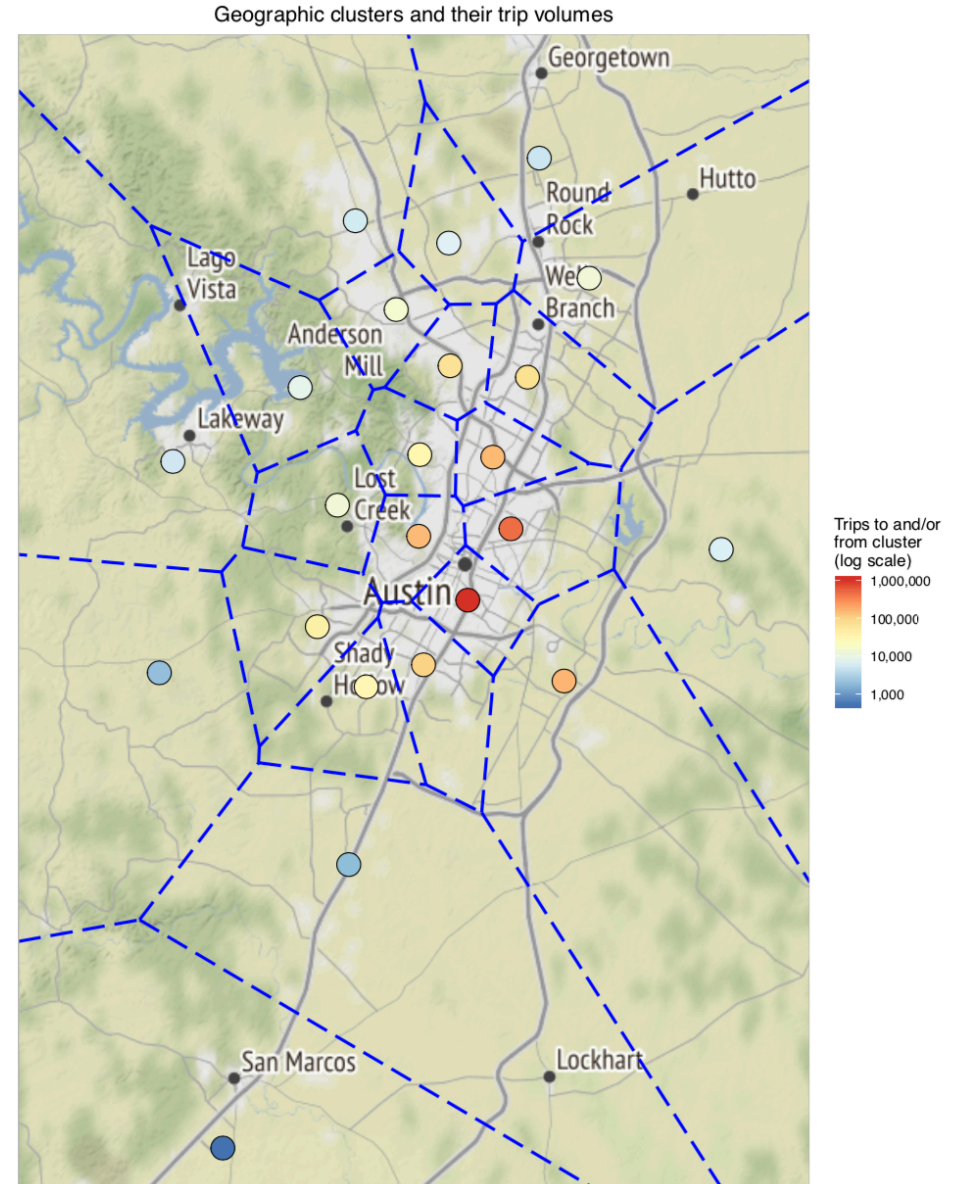 Geographic clusters and their trip volumes
Georgetown
Hutto
Round
Rock
Wells
Branch
Lago
Vista
Anderson
Mill
Lakeway
Lost
Creek
Austin
Shady
Hollow
San Marcos
Lockhart
Trips to and/or
from cluster
(log scale)
1,000,000
100,000
10,000
1,000